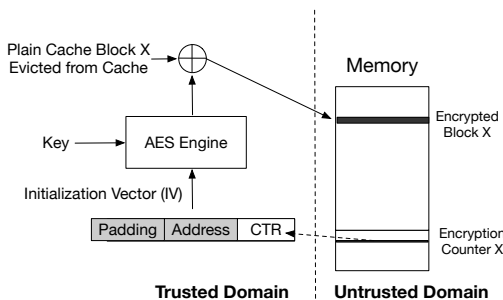 Plain Cache Block X
Evicted from Cache
Memory
Encrypted
Block X
Key
AES Engine
Initialization Vector (IV)
Padding Address CTR
Encryption
Counter X
Trusted Domain Untrusted Domain